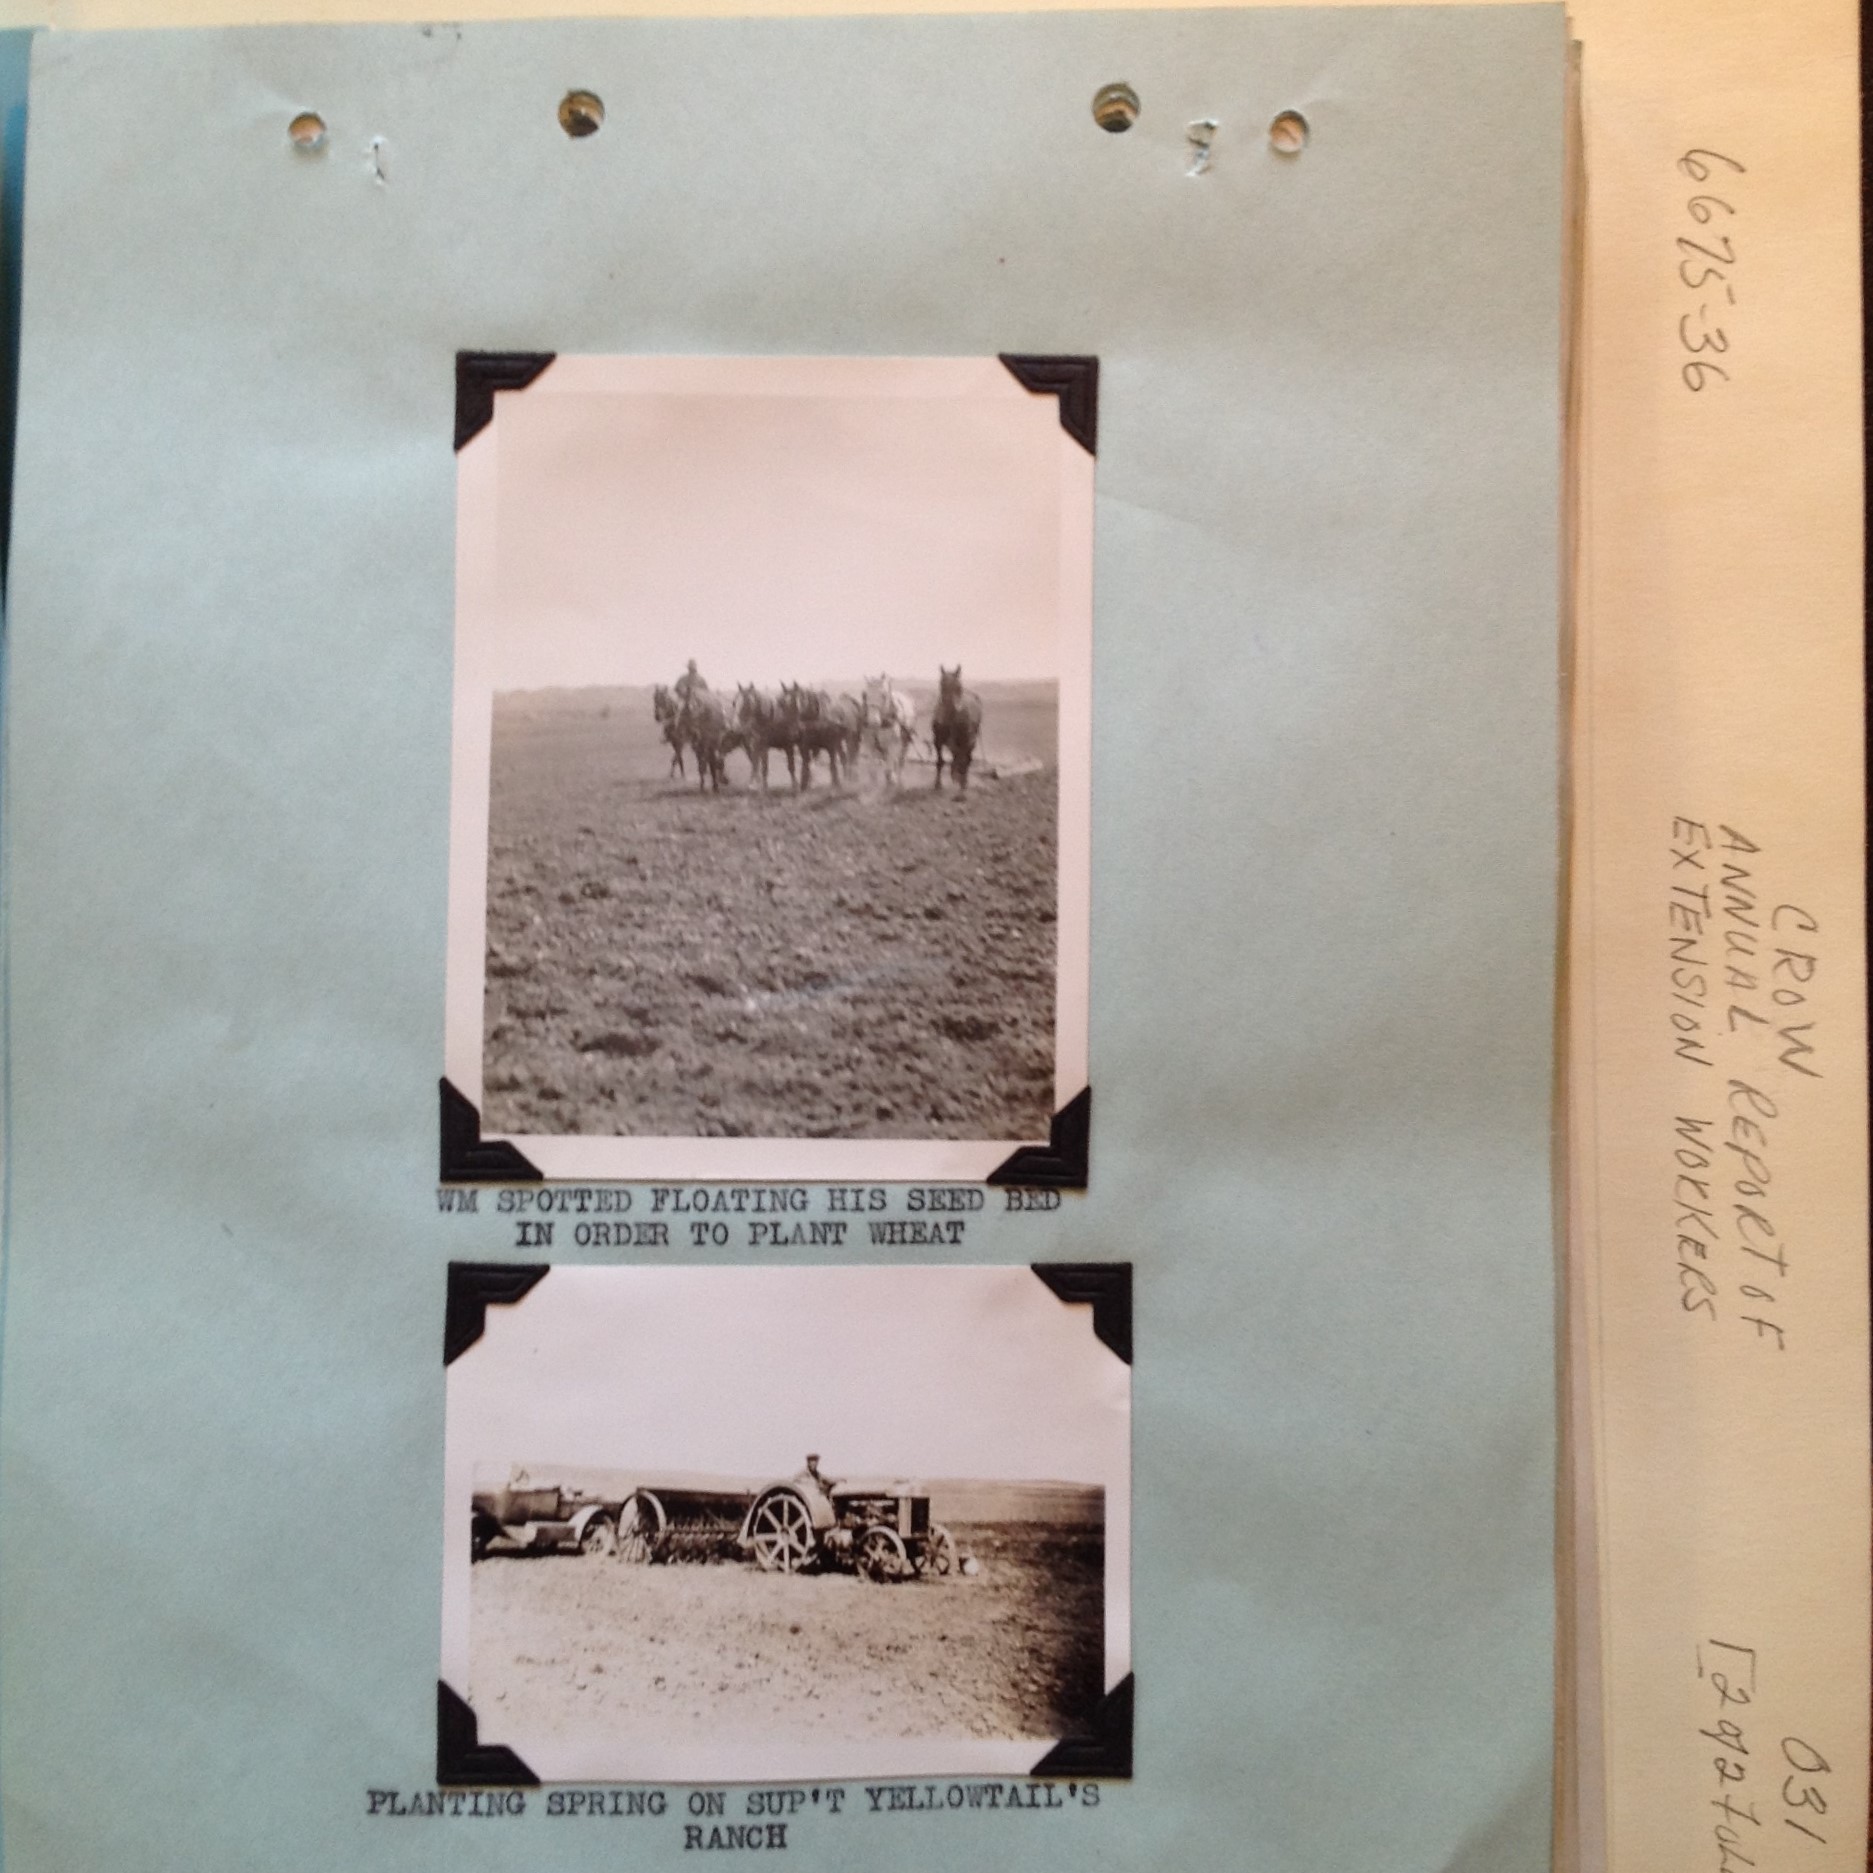 WM SPOTTED FLOATING HIS SEED BED
IN ORDER TO PLANT WHEAT
PLANTING SPRING ON SUP'T YELLOWTAIL'S
RANCH
6675-36
CROW
ANNUAL REPORT OF
EXTENSION WORKERS
031